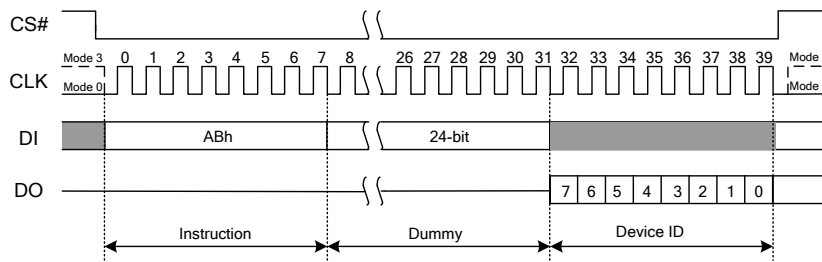 CS#
Mode 3 0 1 2 3 4 5 6 7 8 26 27 28 29 30 31 32 33 34 35 36 37 38 39 Mode
CLK
Mode 0 Mode
DI ABh 24-bit
DO 7 6 5 4 3 2 1 0
Instruction Dummy Device ID